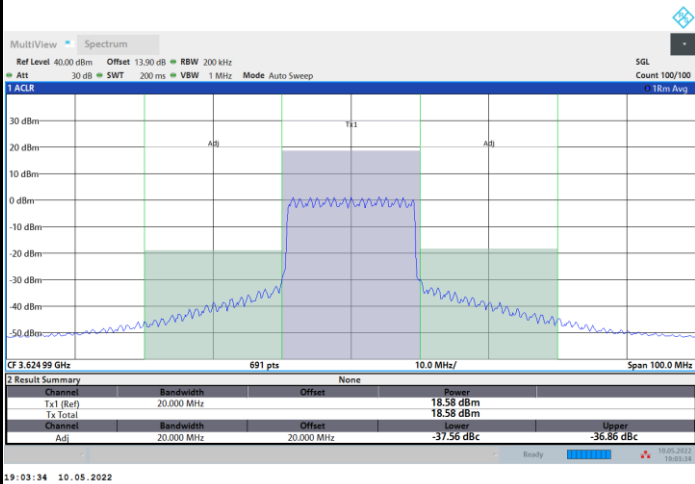 MultiView Spectrum
Ref Level 40.00 dBm Offset 13.90 dB RBW 200 kHz SGL
Att 30 dB SWT 200 ms VBW 1 MHz Mode Auto Sweep Count 100/100
1 ACLR 1Rm Avg
30 dBm
Tx1
20 dBm Adj Adj
10 dBm
0 dBm
-10 dBm
-20 dBm
-30 dBm
-40 dBm
-50 dBm
CF 3.624 99 GHz 691 pts 10.0 MHz/ Span 100.0 MHz
2 Result Summary None
Channel Bandwidth Offset Power
Tx1 (Ref) 20.000 MHz 18.58 dBm
Tx Total 18.58 dBm
Channel Bandwidth Offset Lower Upper
Adj 20.000 MHz 20.000 MHz -37.56 dBc -36.86 dBc
Ready 10.05.2022
19:03:34
19:03:34 10.05.2022